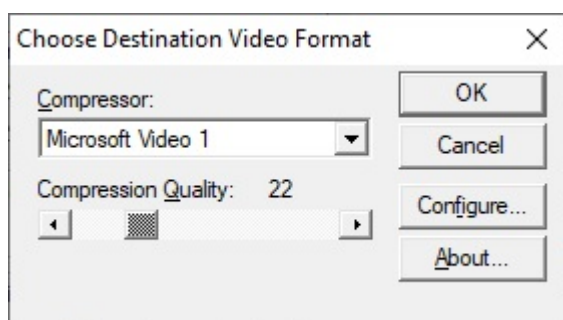 Choose Destination Video Format
Compressor:
Microsoft Video 1
Compression Quality: 22
OK
Cancel
Configure...
About...